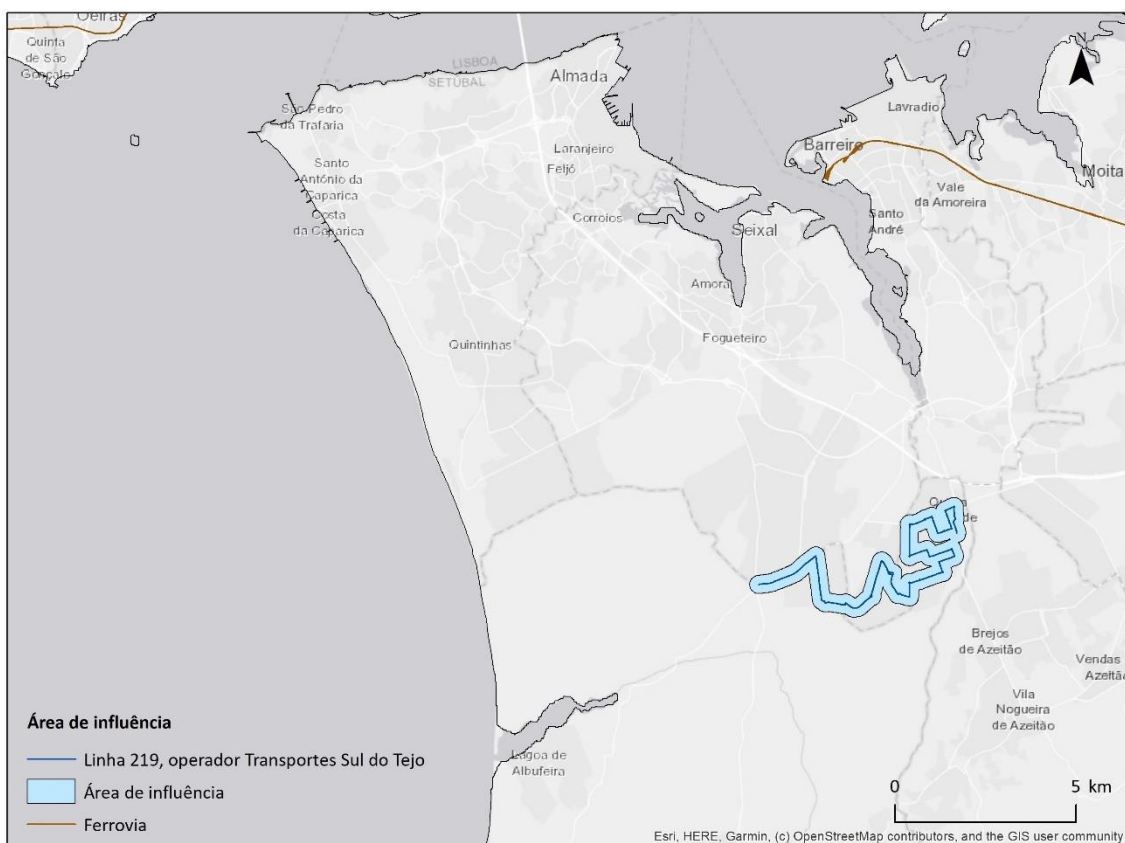 Oeiras
Quinta
de São
Gonçalo
LISBOA
SETÚBAL
Almada
N
São Pedro
da Trafaria
Lavradio
Barreiro
Laranjeiro
Feijó
Moita
Santo
António da
Caparica
Costa
da Caparica
Vale
da Amoreira
Corroios
Santo
André
Seixal
Amora
Quintinhas
Fogueteiro
de
Brejos
de Azeitão
Vendas
Azeitão
Vila
Nogueira
de Azeitão
Lagoa de
Albufeira
Área de influência
Linha 219, operador Transportes Sul do Tejo
Área de influência
Ferrovia
0 5 km
Esri, HERE, Garmin, (c) OpenStreetMap contributors, and the GIS user community